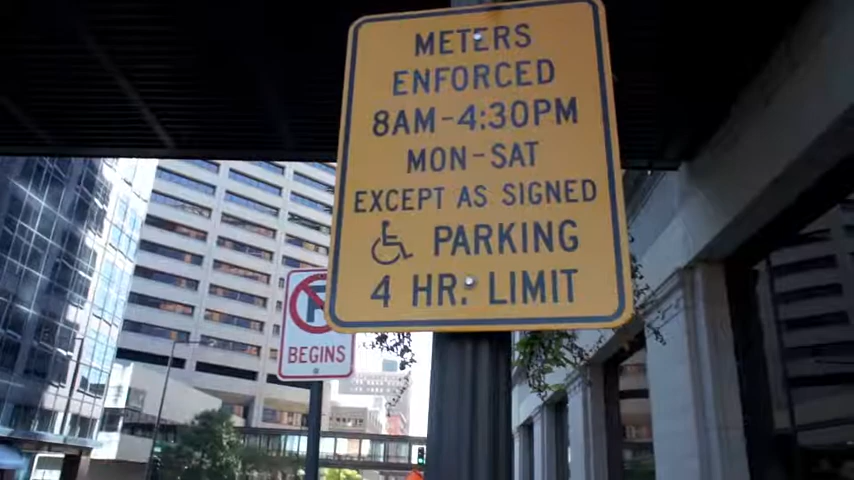 METERS
ENFORCED
8AM-4:30PM
MON-SAT
EXCEPT AS SIGNED
PARKING
4 HR. LIMIT
P
BEGINS